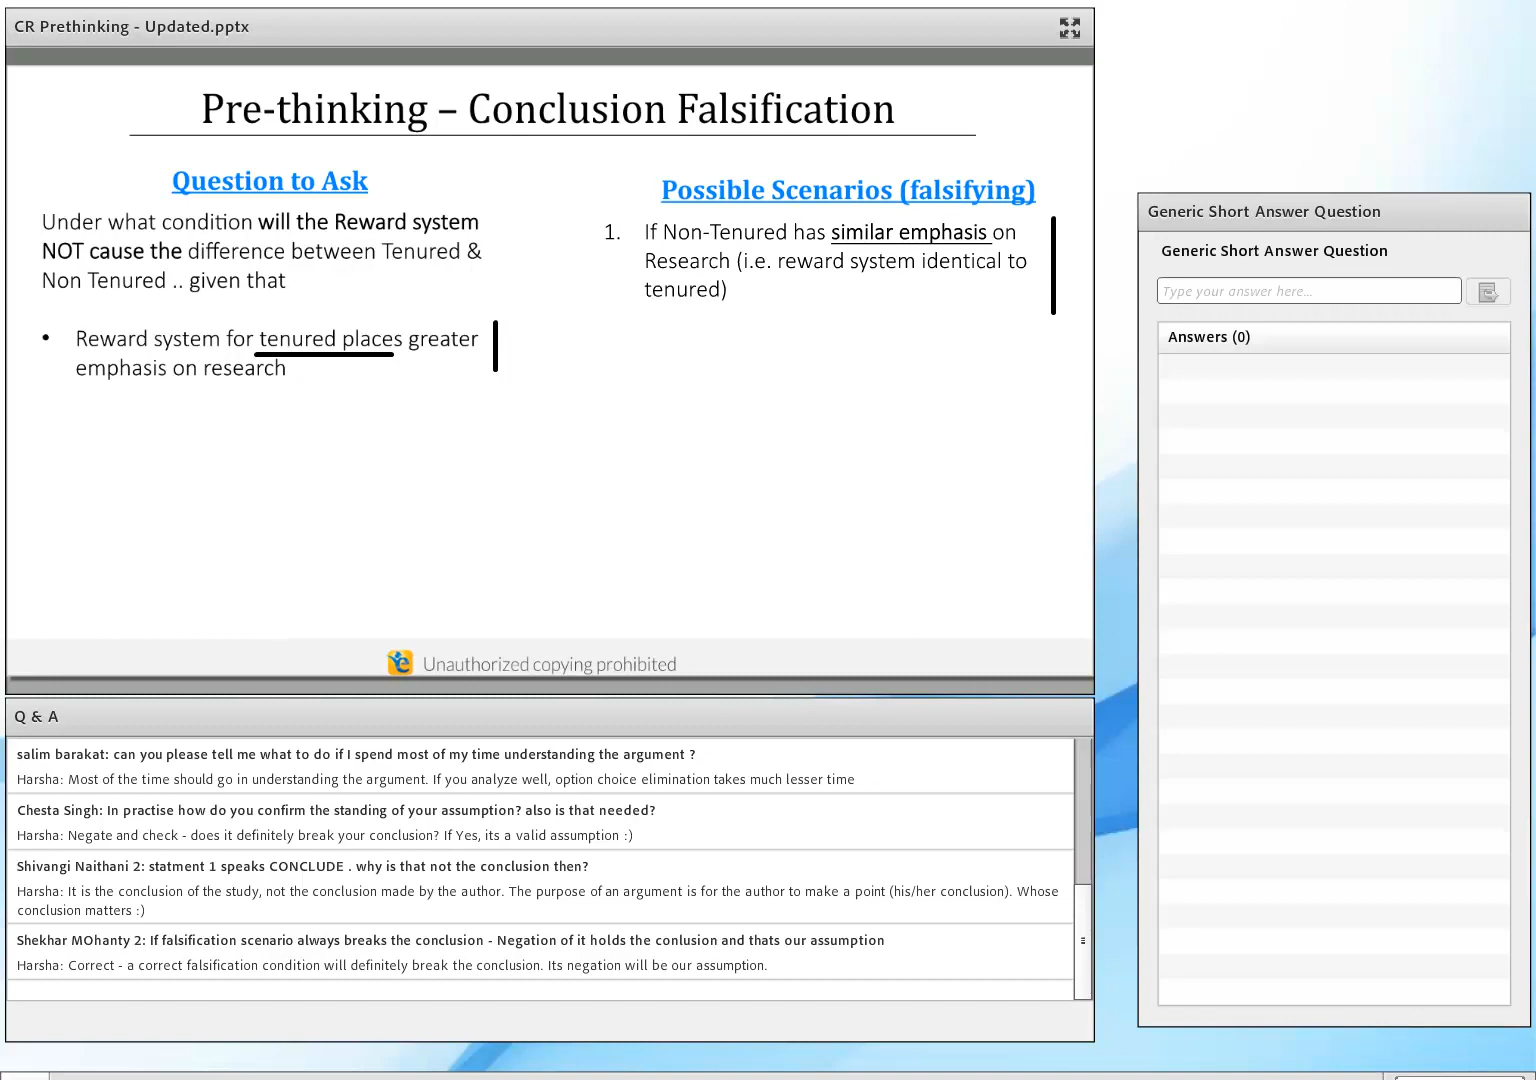 CR Prethinking - Updated.pptx
Pre-thinking – Conclusion Falsification
Question to Ask
Under what condition will the Reward system
NOT cause the difference between Tenured &
Non Tenured .. given that
• Reward system for tenured places greater
emphasis on research
Possible Scenarios (falsifying)
1. If Non-Tenured has similar emphasis on
Research (i.e. reward system identical to
tenured)
Unauthorized copying prohibited
Q & A
salim barakat: can you please tell me what to do if I spend most of my time understanding the argument ?
Harsha: Most of the time should go in understanding the argument. If you analyze well, option choice elimination takes much lesser time
Chesta Singh: In practise how do you confirm the standing of your assumption? also is that needed?
Harsha: Negate and check - does it definitely break your conclusion? If Yes, its a valid assumption :)
Shivangi Naithani 2: statment 1 speaks CONCLUDE . why is that not the conclusion then?
Harsha: It is the conclusion of the study, not the conclusion made by the author. The purpose of an argument is for the author to make a point (his/her conclusion). Whose
conclusion matters :)
Shekhar MOhanty 2: If falsification scenario always breaks the conclusion - Negation of it holds the conlusion and thats our assumption
Harsha: Correct - a correct falsification condition will definitely break the conclusion. Its negation will be our assumption.
Generic Short Answer Question
Generic Short Answer Question
Type your answer here...
Answers (0)